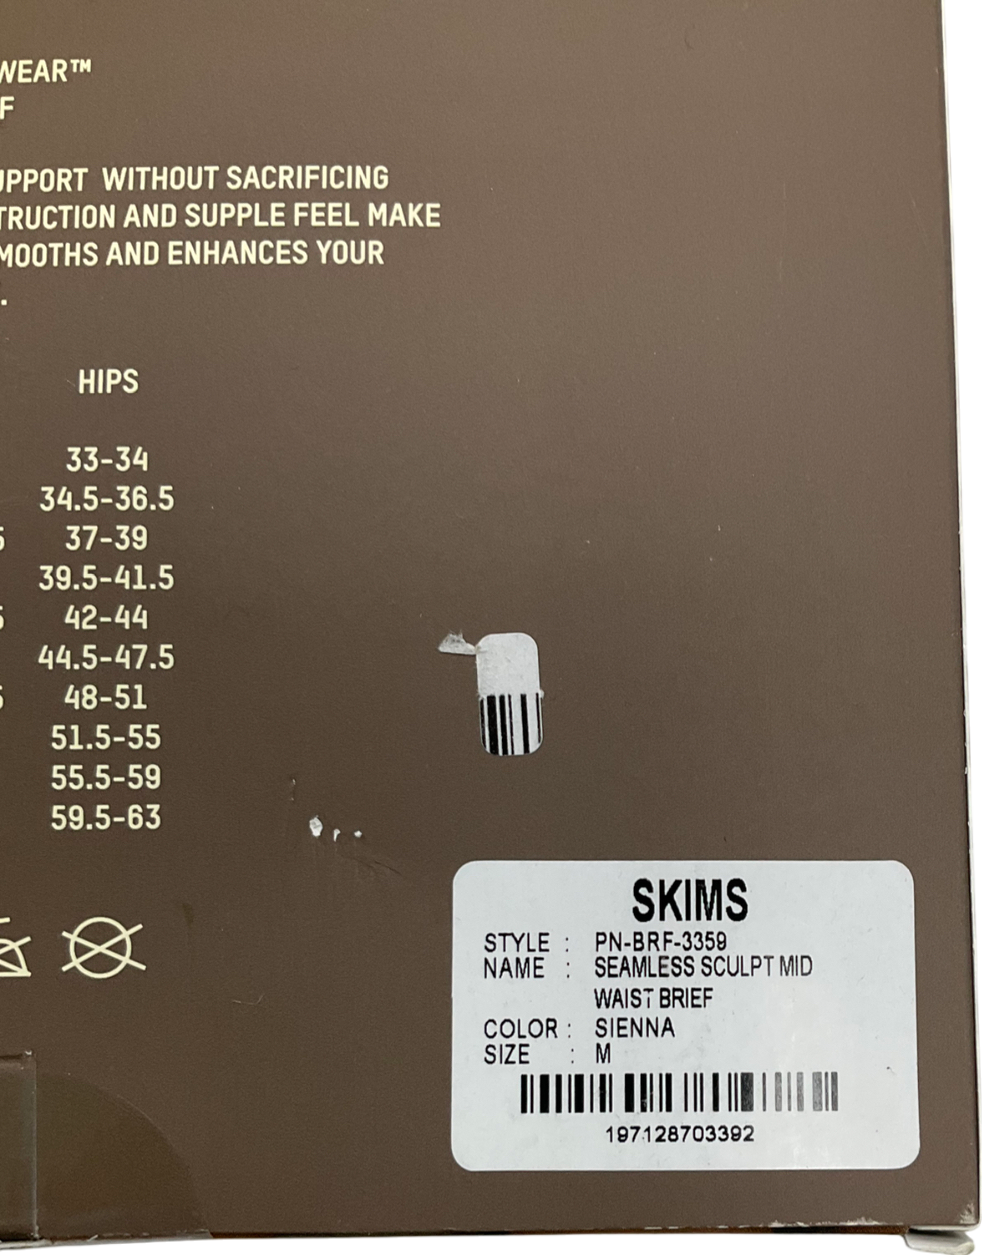 WEAR™
F
UPPORT WITHOUT SACRIFICING
TRUCTION AND SUPPLE FEEL MAKE
MOOTHS AND ENHANCES YOUR
.
HIPS
33-34
34.5-36.5
5 37-39
39.5-41.5
5 42-44
44.5-47.5
5 48-51
51.5-55
55.5-59
59.5-63
SKIMS
STYLE : PN-BRF-3359
NAME : SEAMLESS SCULPT MID
WAIST BRIEF
COLOR : SIENNA
SIZE : M
197128703392